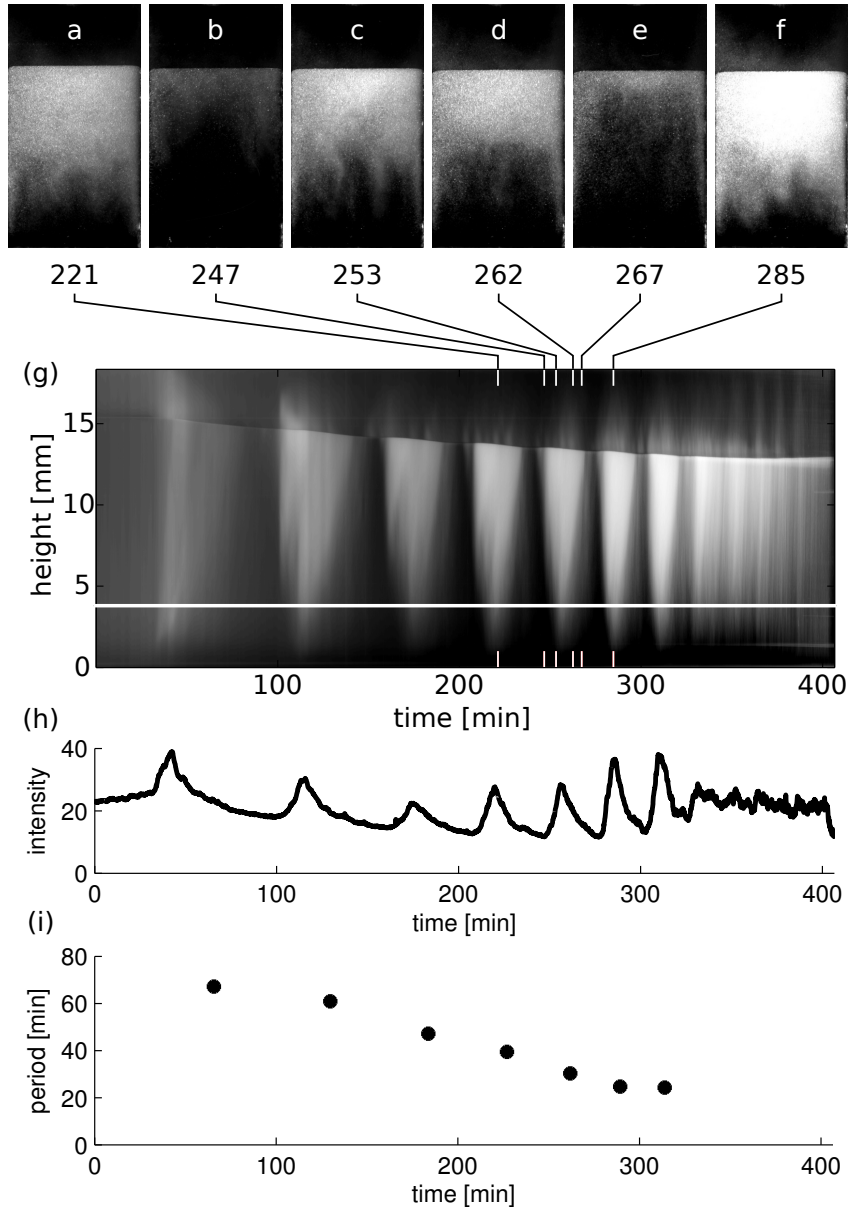 a b c d e f
221 247 253 262 267 285
(g)
height [mm]
15
10
5
0
100 200 300 400
time [min]
(h)
intensity
40
20
0
0 100 200 300 400
time [min]
(i)
period [min]
80
60
40
20
0
0 100 200 300 400
time [min]